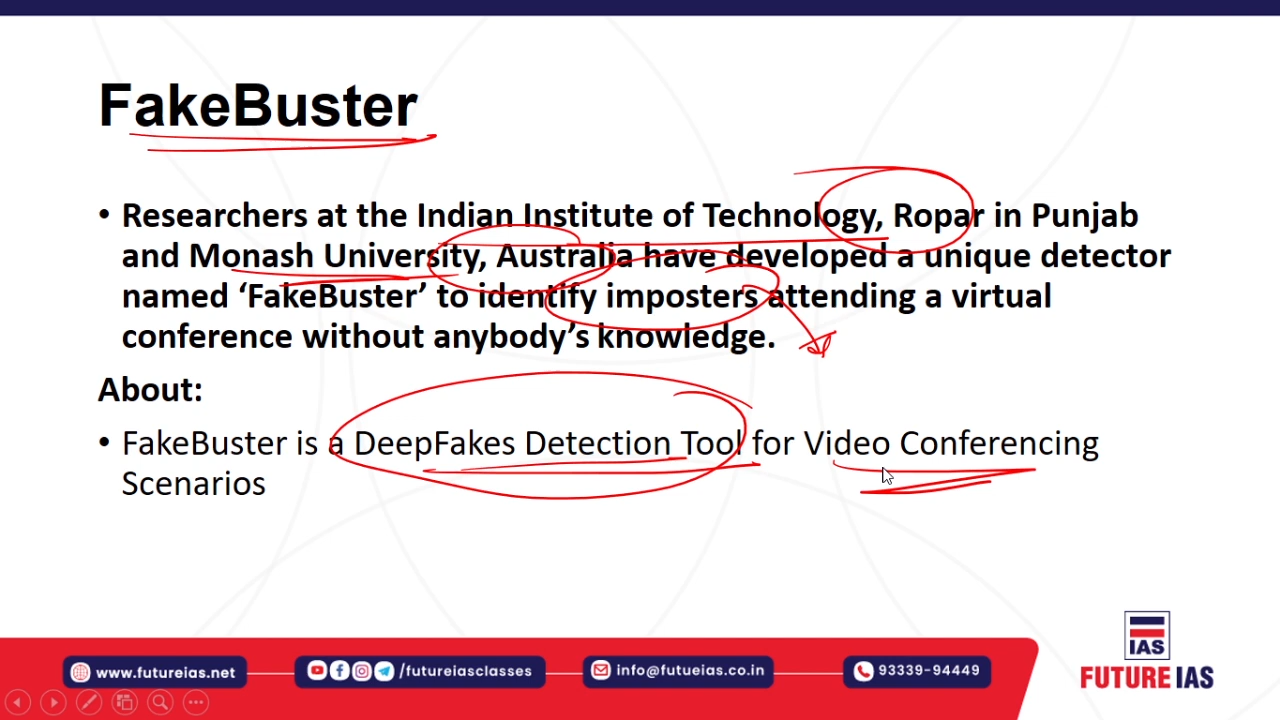 FakeBuster
• Researchers at the Indian Institute of Technology, Ropar in Punjab
and Monash University, Australia have developed a unique detector
named ‘FakeBuster’ to identify imposters attending a virtual
conference without anybody’s knowledge.
About:
• FakeBuster is a DeepFakes Detection Tool for Video Conferencing
Scenarios
IAS
FUTURE IAS
www.futureias.net
/futureiasclasses
info@futueias.co.in
93339-94449